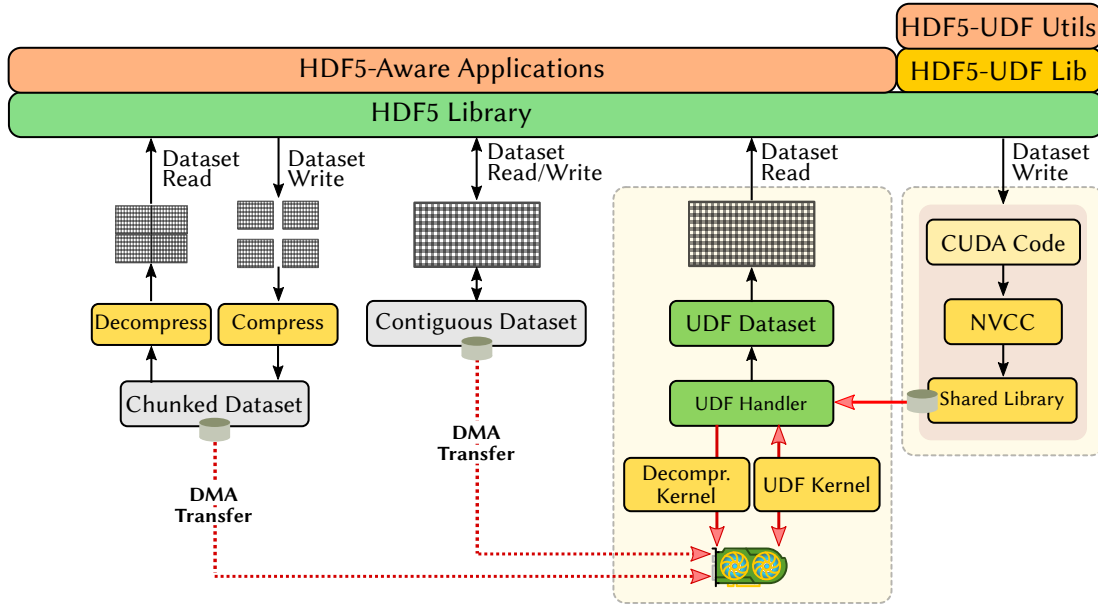 HDF5-UDF Utils
HDF5-Aware Applications
HDF5-UDF Lib
HDF5 Library
Dataset
Read
Dataset
Write
Dataset
Read/Write
Dataset
Read
Dataset
Write
CUDA Code
Decompress
Compress
Contiguous Dataset
UDF Dataset
NVCC
Chunked Dataset
UDF Handler
Shared Library
DMA
Transfer
Decompr.
Kernel
UDF Kernel
DMA
Transfer